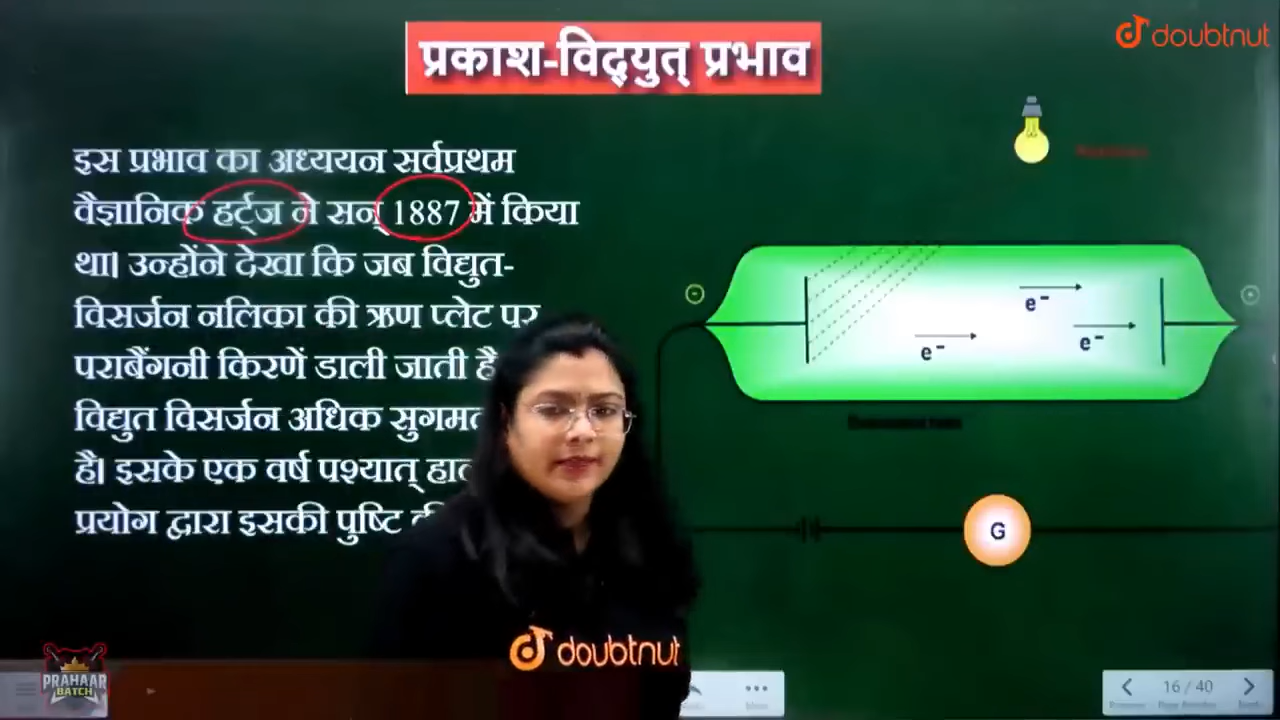 प्रकाश-विद्युत् प्रभाव
doubtnut
इस प्रभाव का अध्ययन सर्वप्रथम
वैज्ञानिक हर्ट्ज ने सन् 1887 में किया
था। उन्होंने देखा कि जब विद्युत-
विसर्जन नलिका की ऋण प्लेट पर
पराबैंगनी किरणें डाली जाती है
विद्युत विसर्जन अधिक
है। इसके एक वर्ष पश्यात्
प्रयोग द्वारा इसकी पुष्टि
e⁻
e⁻
e⁻
G
doubtnut
PRAHAAR
BATCH
16 / 40